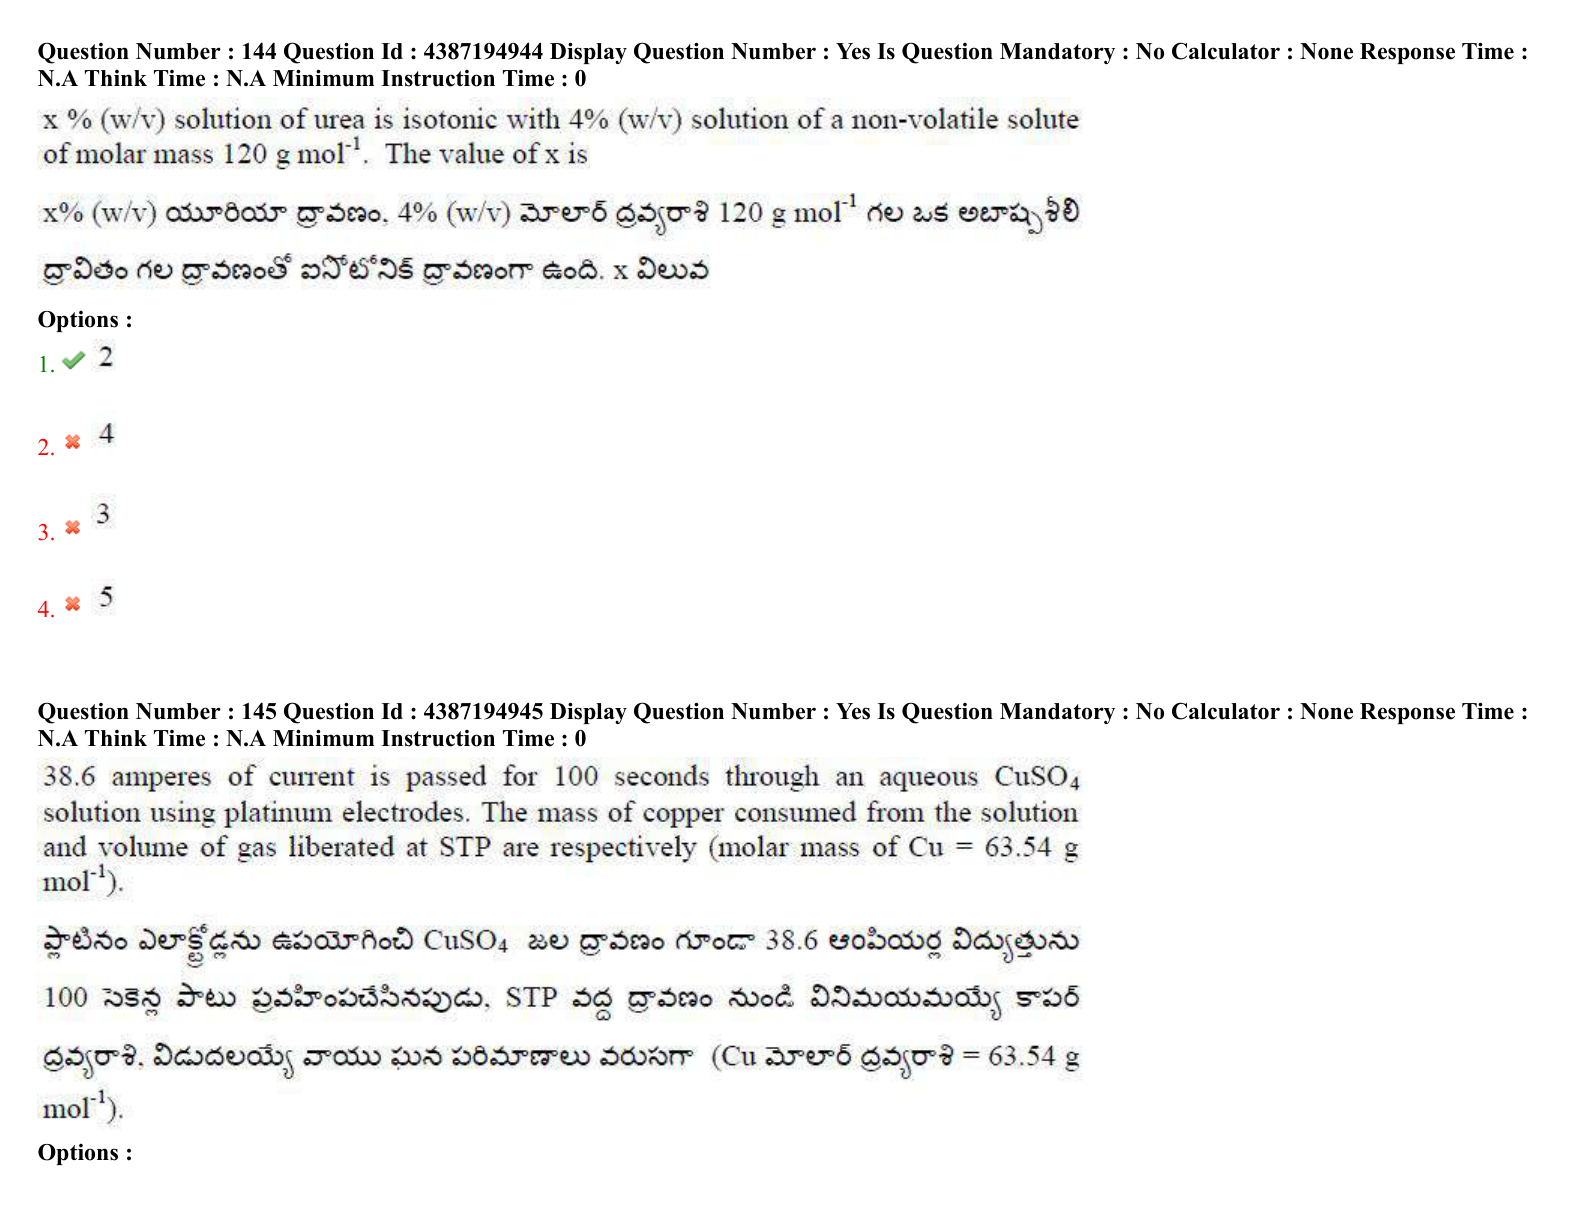 Question Number : 144 Question Id : 4387194944 Display Question Number : Yes Is Question Mandatory : No Calculator : None Response Time :
N.A Think Time : N.A Minimum Instruction Time : 0
x % (w/v) solution of urea is isotonic with 4% (w/v) solution of a non-volatile solute
of molar mass 120 g mol⁻¹. The value of x is
x% (w/v) యూరియా ద్రావణం, 4% (w/v) మోలార్ ద్రవ్యరాశి 120 g mol⁻¹ గల ఒక అబాష్పశీలి
ద్రావితం గల ద్రావణంతో ఐసోటోనిక్ ద్రావణంగా ఉంది. x విలువ
Options :
1. ✔ 2
2. ✖ 4
3. ✖ 3
4. ✖ 5
Question Number : 145 Question Id : 4387194945 Display Question Number : Yes Is Question Mandatory : No Calculator : None Response Time :
N.A Think Time : N.A Minimum Instruction Time : 0
38.6 amperes of current is passed for 100 seconds through an aqueous CuSO₄
solution using platinum electrodes. The mass of copper consumed from the solution
and volume of gas liberated at STP are respectively (molar mass of Cu = 63.54 g
mol⁻¹).
ప్లాటినం ఎలాక్ట్రోడ్లను ఉపయోగించి CuSO₄ జల ద్రావణం గూండా 38.6 ఆంపియర్ల విద్యుత్తును
100 సెకెన్ల పాటు ప్రవహింపచేసినపుడు, STP వద్ద ద్రావణం నుండి వినిమయమయ్యే కాపర్
ద్రవ్యరాశి, విడుదలయ్యే వాయు ఘన పరిమాణాలు వరుసగా (Cu మోలార్ ద్రవ్యరాశి = 63.54 g
mol⁻¹).
Options :